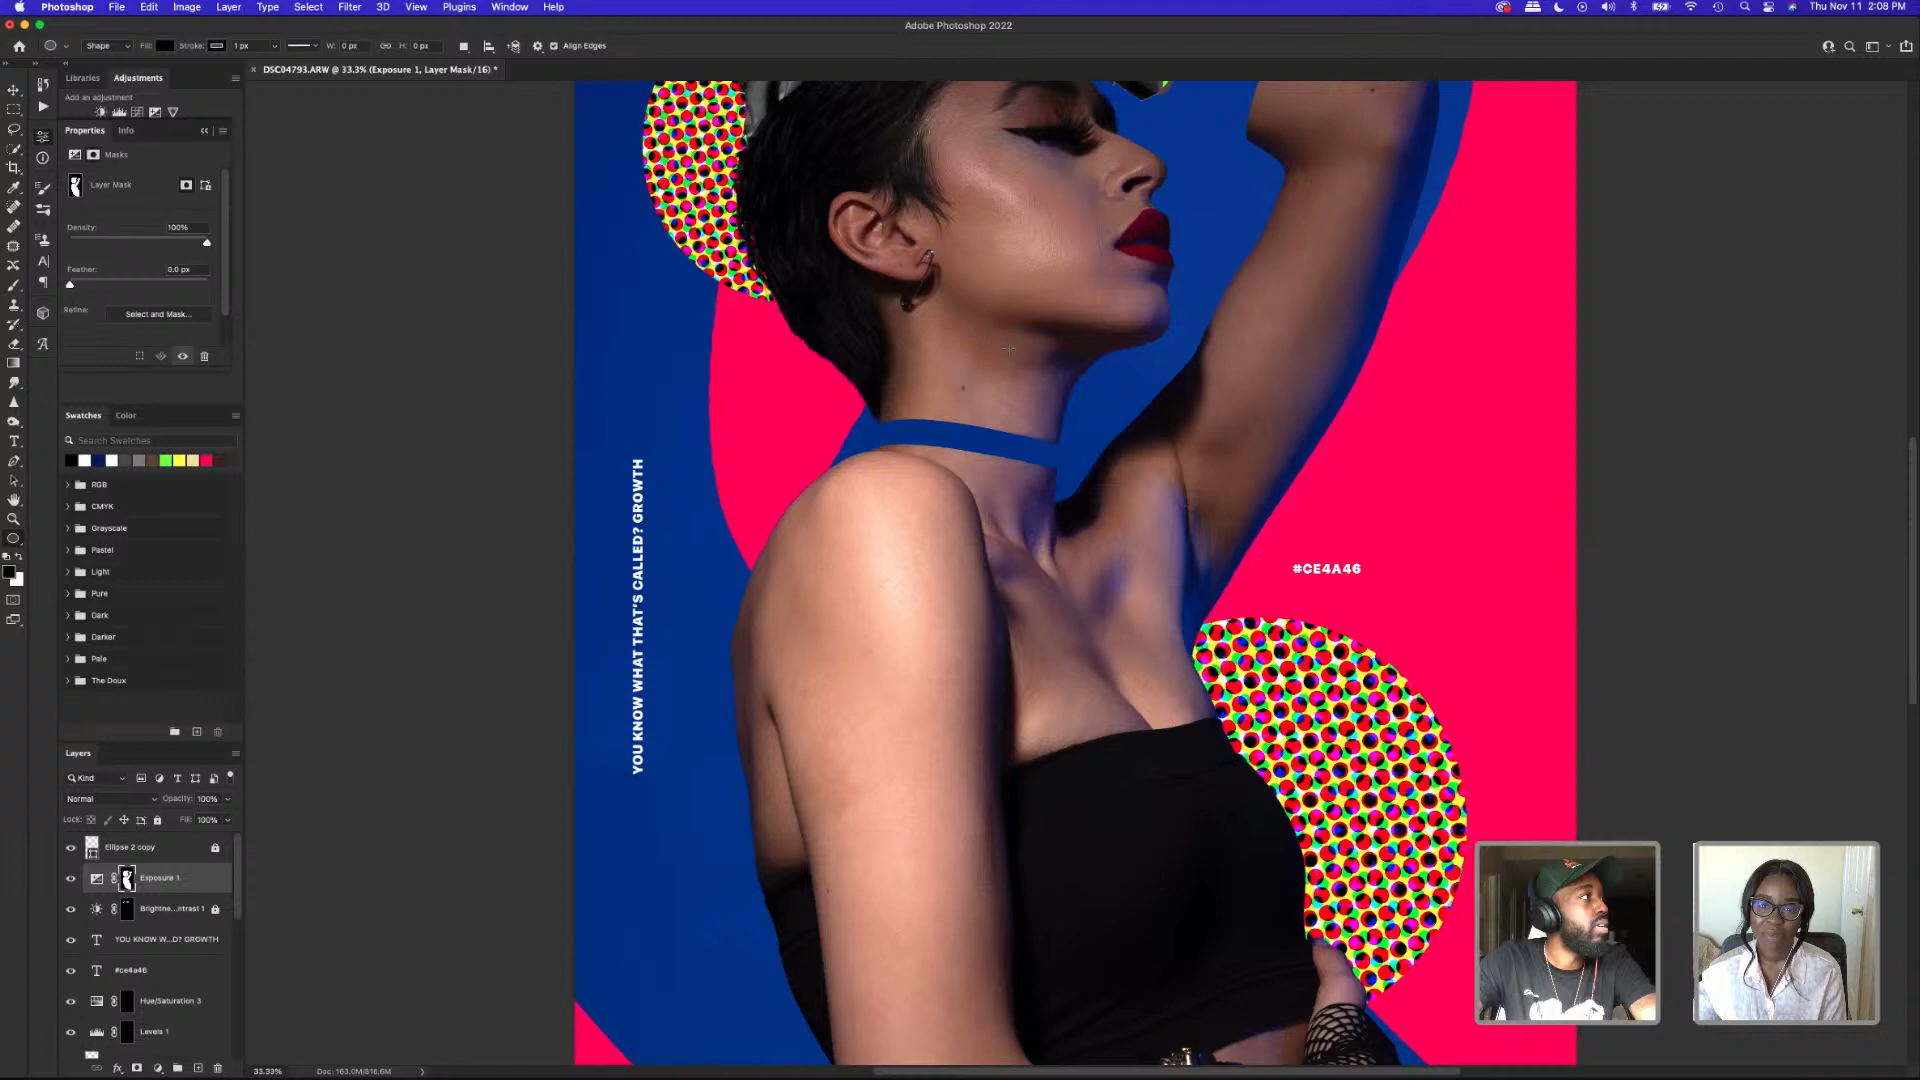 Photoshop File Edit Image Layer Type Select Filter 3D View Plugins Window Help
Thu Nov 11 2:08 PM
Adobe Photoshop 2022
Shape Fill: Stroke: 1 px W: 0 px H: 0 px Align Edges
DSC04793.ARW @ 33.3% (Exposure 1, Layer Mask/16) *
Libraries Adjustments
Add an adjustment
Properties Info
Masks
Layer Mask
Density: 100%
Feather: 0.0 px
Refine: Select and Mask...
Swatches Color
Search Swatches
RGB
CMYK
Grayscale
Pastel
Light
Pure
Dark
Darker
Pale
The Doux
Layers
Kind
Normal Opacity: 100%
Lock: Fill: 100%
Ellipse 2 copy
Exposure 1
Brightne...ntrast 1
YOU KNOW W...D? GROWTH
#ce4a46
Hue/Saturation 3
Levels 1
33.33% Doc: 163.0M/816.6M
YOU KNOW WHAT THAT'S CALLED? GROWTH
#CE4A46